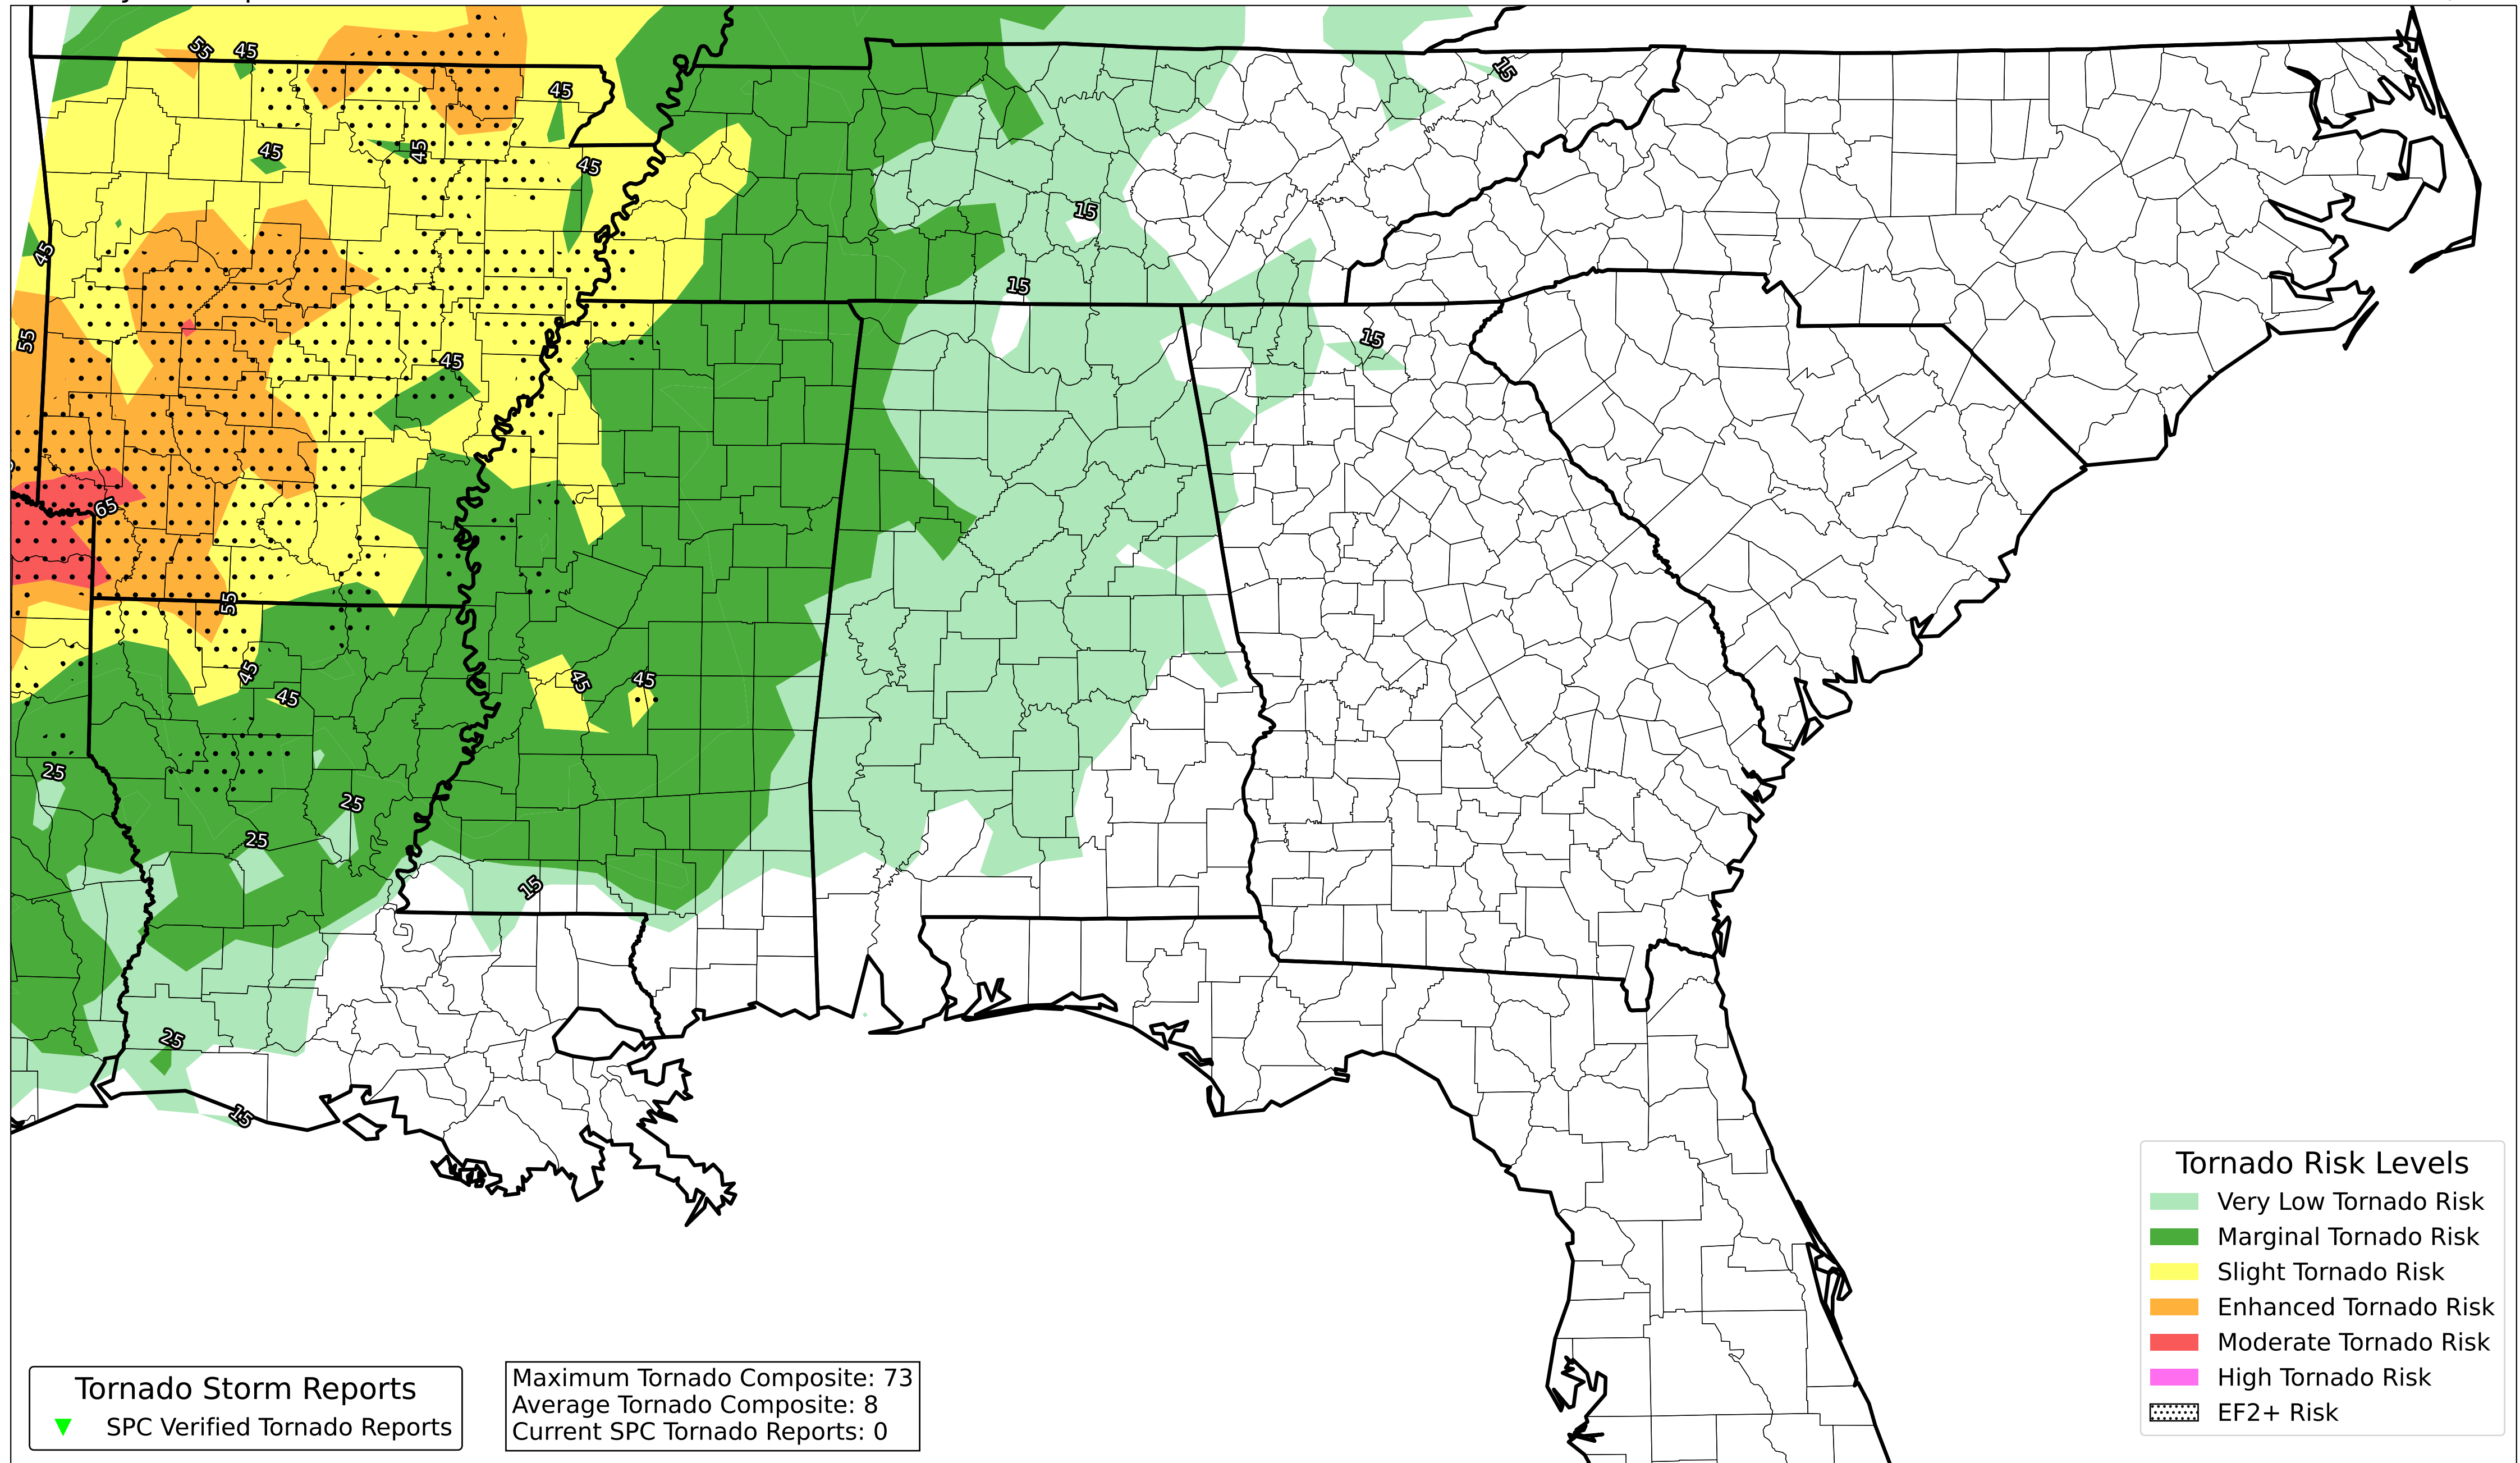 55
45
45
15
45
45
45
15
45
15
55
15
45
65
55
45
45
45
45
25
25
25
15
25
15
Tornado Risk Levels
Very Low Tornado Risk
Marginal Tornado Risk
Slight Tornado Risk
Enhanced Tornado Risk
Moderate Tornado Risk
High Tornado Risk
EF2+ Risk
Tornado Storm Reports
SPC Verified Tornado Reports
Maximum Tornado Composite: 73
Average Tornado Composite: 8
Current SPC Tornado Reports: 0